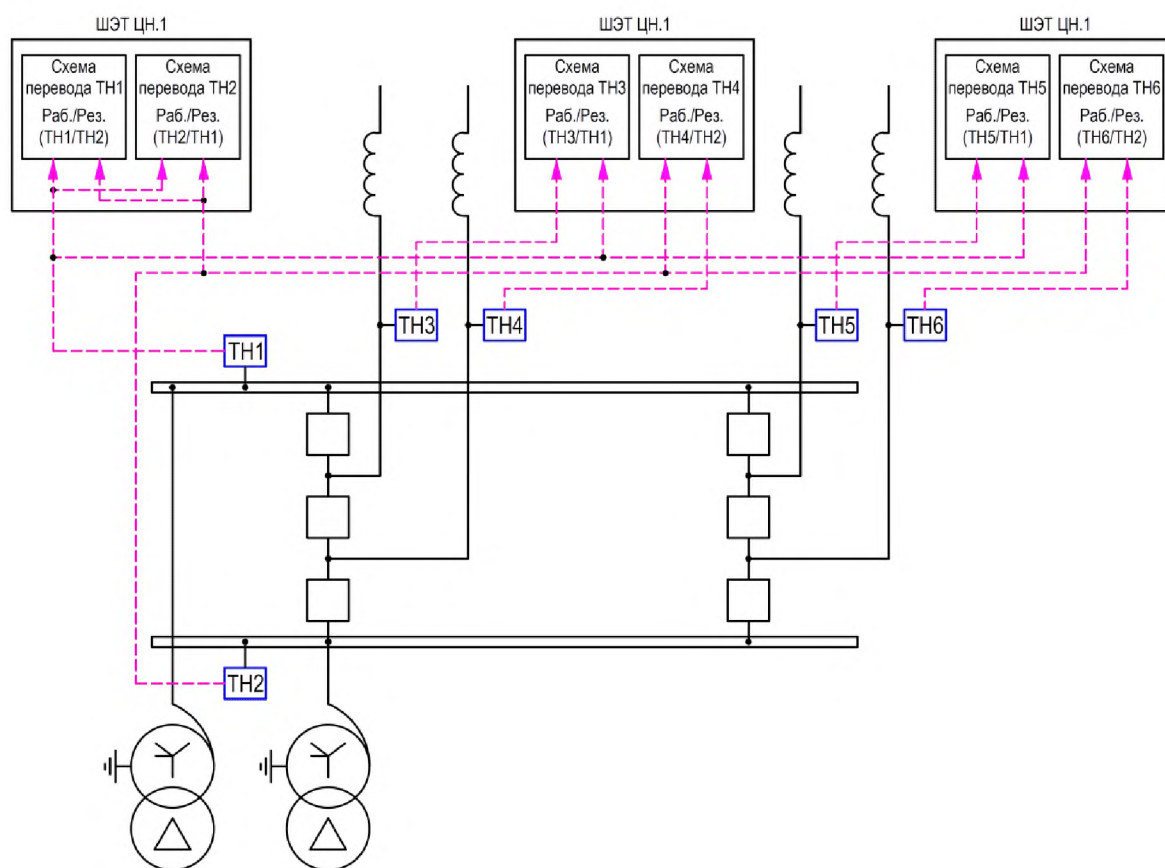 ШЭТ ЦН.1
Схема
перевода ТН1
Раб./Рез.
(ТН1/ТН2)
Схема
перевода ТН2
Раб./Рез.
(ТН2/ТН1)
ШЭТ ЦН.1
Схема
перевода ТН3
Раб./Рез.
(ТН3/ТН1)
Схема
перевода ТН4
Раб./Рез.
(ТН4/ТН2)
ШЭТ ЦН.1
Схема
перевода ТН5
Раб./Рез.
(ТН5/ТН1)
Схема
перевода ТН6
Раб./Рез.
(ТН6/ТН2)
ТН3
ТН4
ТН5
ТН6
ТН1
ТН2